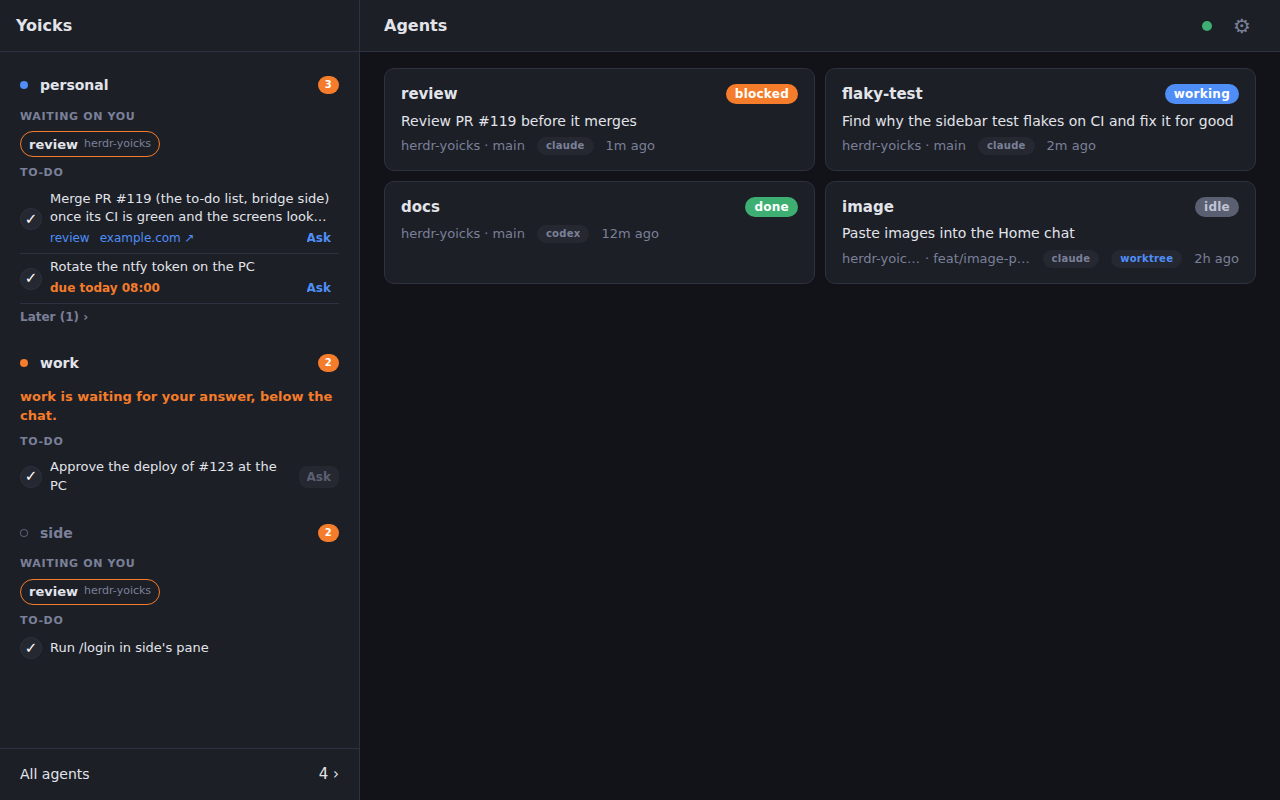 Yoicks
personal
3
WAITING ON YOU
review herdr-yoicks
TO-DO
✓ Merge PR #119 (the to-do list, bridge side)
once its CI is green and the screens look…
review example.com ↗ Ask
✓ Rotate the ntfy token on the PC
due today 08:00 Ask
Later (1) ›
work
2
work is waiting for your answer, below the
chat.
TO-DO
✓ Approve the deploy of #123 at the
PC
Ask
side
2
WAITING ON YOU
review herdr-yoicks
TO-DO
✓ Run /login in side's pane
All agents 4 ›
Agents
review blocked
Review PR #119 before it merges
herdr-yoicks · main claude 1m ago
flaky-test working
Find why the sidebar test flakes on CI and fix it for good
herdr-yoicks · main claude 2m ago
docs done
herdr-yoicks · main codex 12m ago
image idle
Paste images into the Home chat
herdr-yoic… · feat/image-p… claude worktree 2h ago